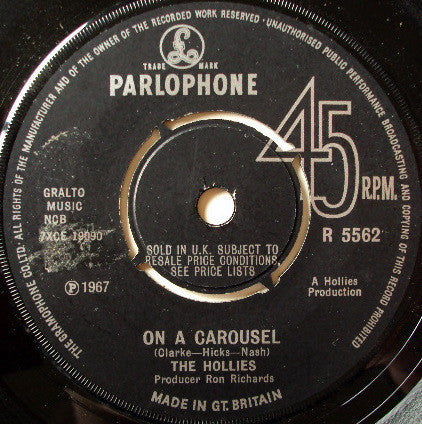 ALL RIGHTS OF THE MANUFACTURER AND OF THE OWNER OF THE RECORDED WORK RESERVED · UNAUTHORISED PUBLIC PERFORMANCE BROADCASTING AND COPYING OF THIS RECORD PROHIBITED
THE GRAMOPHONE CO. LTD.
£
TRADE MARK
PARLOPHONE
45
R.P.M.
R 5562
GRALTO
MUSIC
NCB
7XCE 19090
SOLD IN U.K. SUBJECT TO
RESALE PRICE CONDITIONS,
SEE PRICE LISTS
Ⓟ 1967
A Hollies
Production
ON A CAROUSEL
(Clarke—Hicks—Nash)
THE HOLLIES
Producer Ron Richards
MADE IN GT. BRITAIN